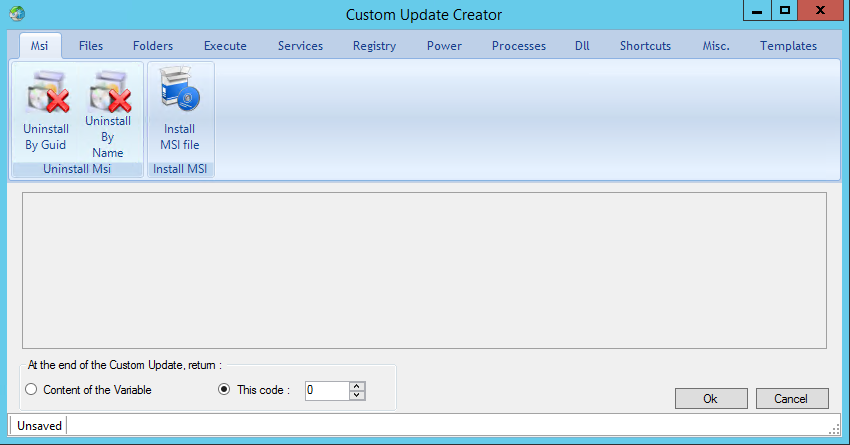 Custom Update Creator
X
Msi Files Folders Execute Services Registry Power Processes Dll Shortcuts Misc. Templates
Uninstall
By Guid
Uninstall
By
Name
Uninstall Msi
Install
MSI file
Install MSI
At the end of the Custom Update, return :
Content of the Variable
This code :
0
Ok
Cancel
Unsaved